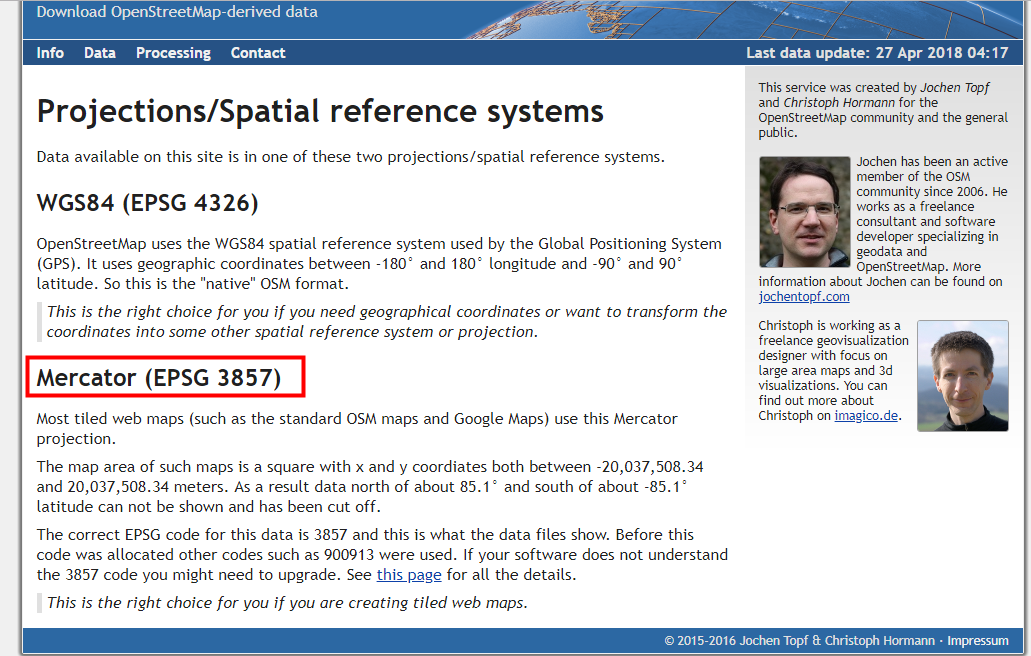 Download OpenStreetMap-derived data
Info Data Processing Contact
Last data update: 27 Apr 2018 04:17
Projections/Spatial reference systems
Data available on this site is in one of these two projections/spatial reference systems.
WGS84 (EPSG 4326)
OpenStreetMap uses the WGS84 spatial reference system used by the Global Positioning System
(GPS). It uses geographic coordinates between -180° and 180° longitude and -90° and 90°
latitude. So this is the "native" OSM format.
This is the right choice for you if you need geographical coordinates or want to transform the
coordinates into some other spatial reference system or projection.
Mercator (EPSG 3857)
Most tiled web maps (such as the standard OSM maps and Google Maps) use this Mercator
projection.
The map area of such maps is a square with x and y coordiates both between -20,037,508.34
and 20,037,508.34 meters. As a result data north of about 85.1° and south of about -85.1°
latitude can not be shown and has been cut off.
The correct EPSG code for this data is 3857 and this is what the data files show. Before this
code was allocated other codes such as 900913 were used. If your software does not understand
the 3857 code you might need to upgrade. See this page for all the details.
This is the right choice for you if you are creating tiled web maps.
This service was created by Jochen Topf
and Christoph Hormann for the
OpenStreetMap community and the general
public.
Jochen has been an active
member of the OSM
community since 2006. He
works as a freelance
consultant and software
developer specializing in
geodata and
OpenStreetMap. More
information about Jochen can be found on
jochentopf.com
Christoph is working as a
freelance geovisualization
designer with focus on
large area maps and 3d
visualizations. You can
find out more about
Christoph on imagico.de.
© 2015-2016 Jochen Topf & Christoph Hormann · Impressum